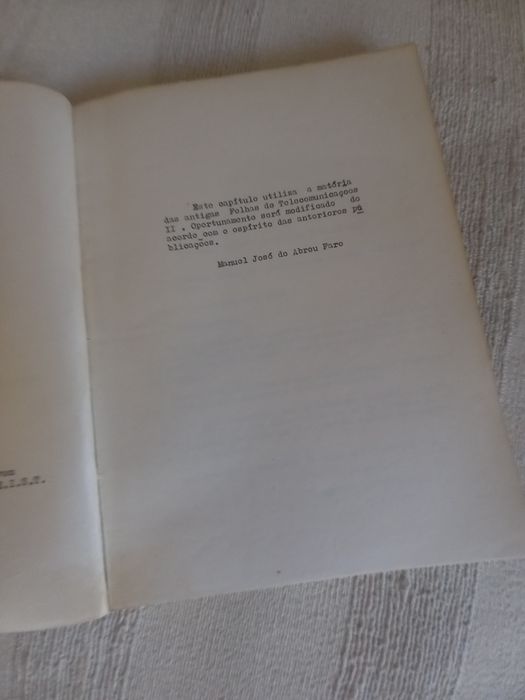 Este capítulo utiliza a matéria
das antigas Folhas de Telecomunicaçoes
II . Oportunamente será modificado de
acordo com o espírito das anteriores pu
blicações.
Manuel José de Abreu Faro
I.S.T.